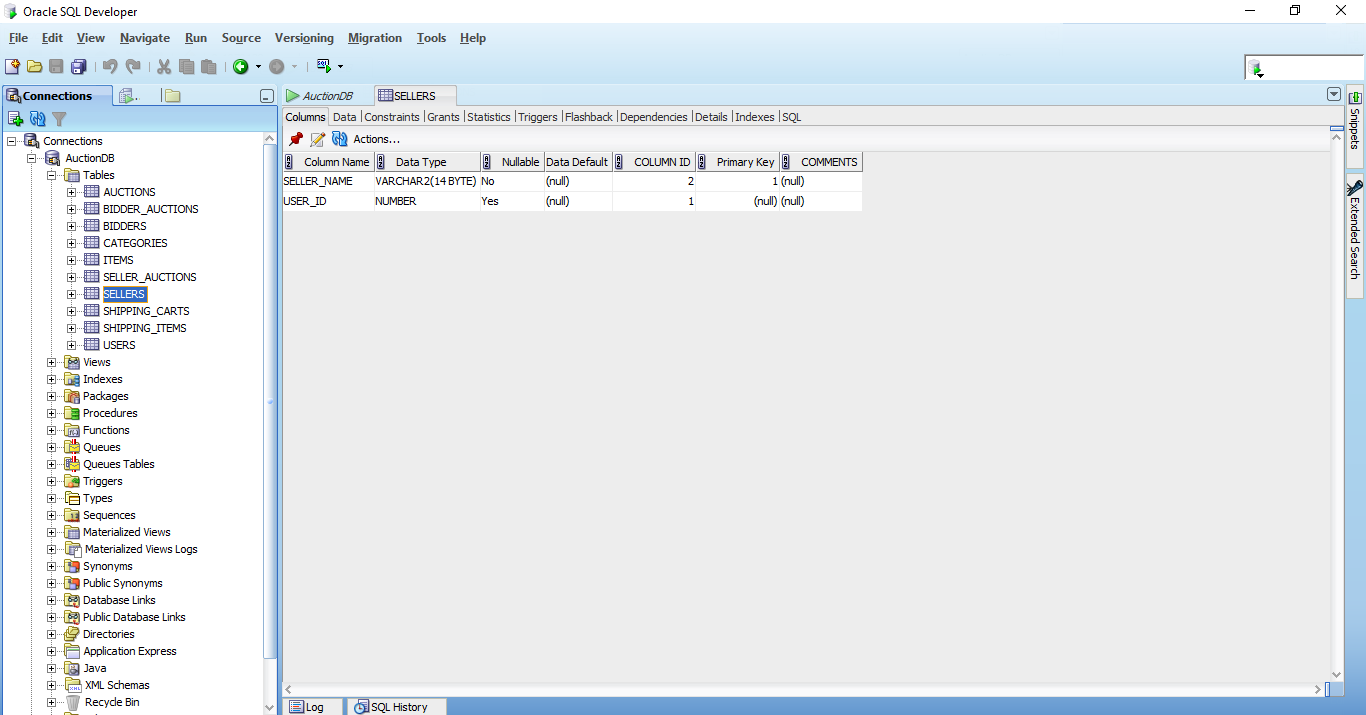 Oracle SQL Developer
File Edit View Navigate Run Source Versioning Migration Tools Help
Connections
AuctionDB
SELLERS
Columns Data Constraints Grants Statistics Triggers Flashback Dependencies Details Indexes SQL
Actions...
Column Name Data Type Nullable Data Default COLUMN ID Primary Key COMMENTS
SELLER_NAME VARCHAR2(14 BYTE) No (null) 2 1 (null)
USER_ID NUMBER Yes (null) 1 (null) (null)
Connections
AuctionDB
Tables
AUCTIONS
BIDDER_AUCTIONS
BIDDERS
CATEGORIES
ITEMS
SELLER_AUCTIONS
SELLERS
SHIPPING_CARTS
SHIPPING_ITEMS
USERS
Views
Indexes
Packages
Procedures
Functions
Queues
Queues Tables
Triggers
Types
Sequences
Materialized Views
Materialized Views Logs
Synonyms
Public Synonyms
Database Links
Public Database Links
Directories
Application Express
Java
XML Schemas
Recycle Bin
Snippets
Extended Search
Log
SQL History